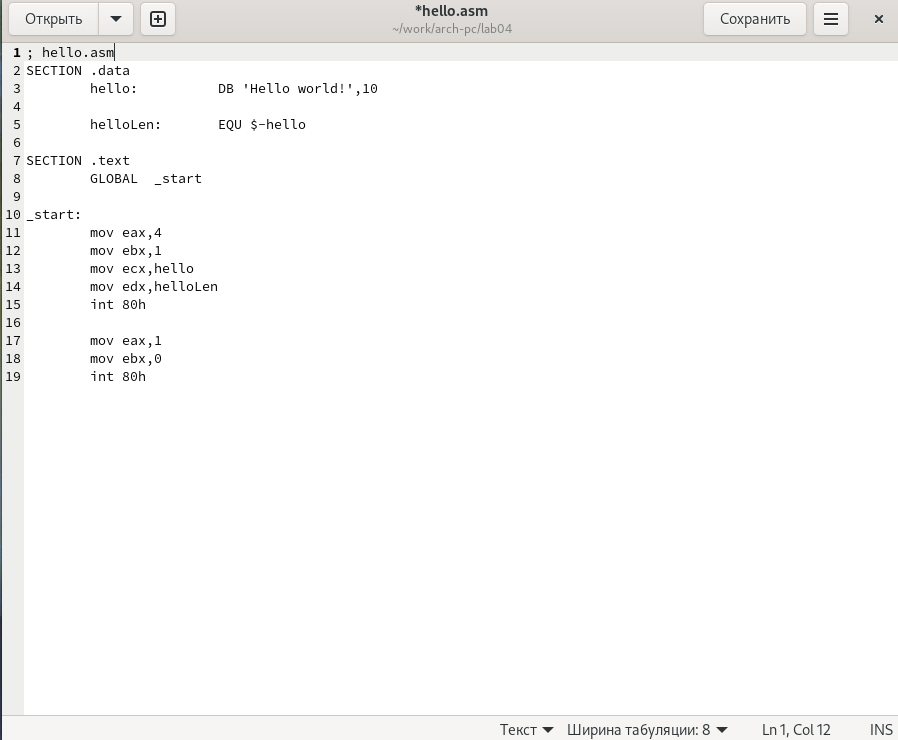 Открыть
*hello.asm
~/work/arch-pc/lab04
Сохранить
1 ; hello.asm
2 SECTION .data
3         hello:          DB 'Hello world!',10
4
5         helloLen:       EQU $-hello
6
7 SECTION .text
8         GLOBAL  _start
9
10 _start:
11         mov eax,4
12         mov ebx,1
13         mov ecx,hello
14         mov edx,helloLen
15         int 80h
16
17         mov eax,1
18         mov ebx,0
19         int 80h
Текст Ширина табуляции: 8 Ln 1, Col 12 INS